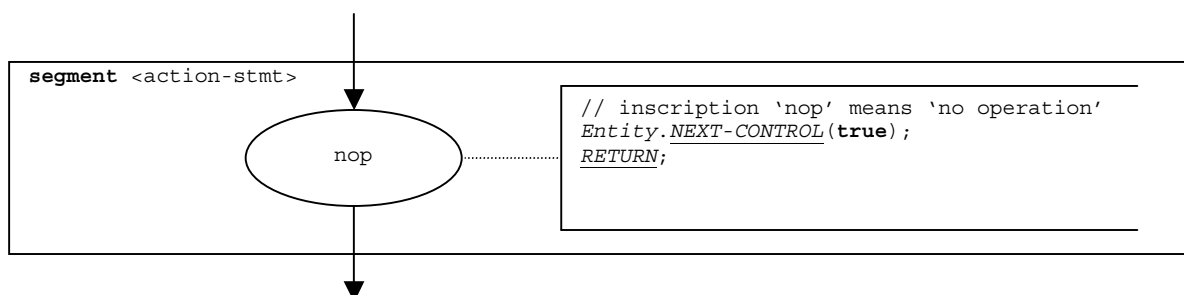 segment <action-stmt>
// inscription ‘nop’ means ‘no operation’
Entity.NEXT-CONTROL(true);
RETURN;
nop